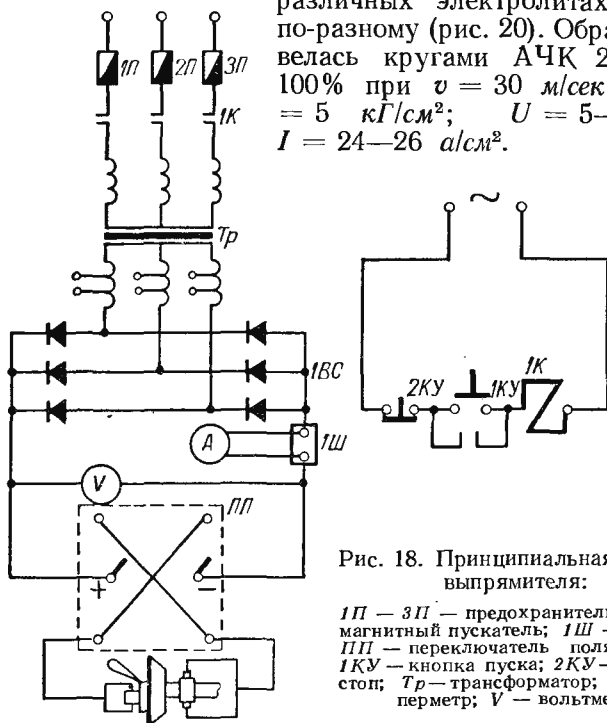 различных электролитах
по-разному (рис. 20). Обра
велась кругами АЧК 2
100% при v = 30 м/сек
= 5 кГ/см²; U = 5—
I = 24—26 а/см².
1П 2П 3П
1К
Тр
~
1ВС
2КУ 1КУ 1К
А
1Ш
V
ПП
+ −
Рис. 18. Принципиальная
выпрямителя:
1П — 3П — предохранитель
магнитный пускатель; 1Ш —
ПП — переключатель поля
1КУ — кнопка пуска; 2КУ—
стоп; Тр — трансформатор;
перметр; V — вольтме